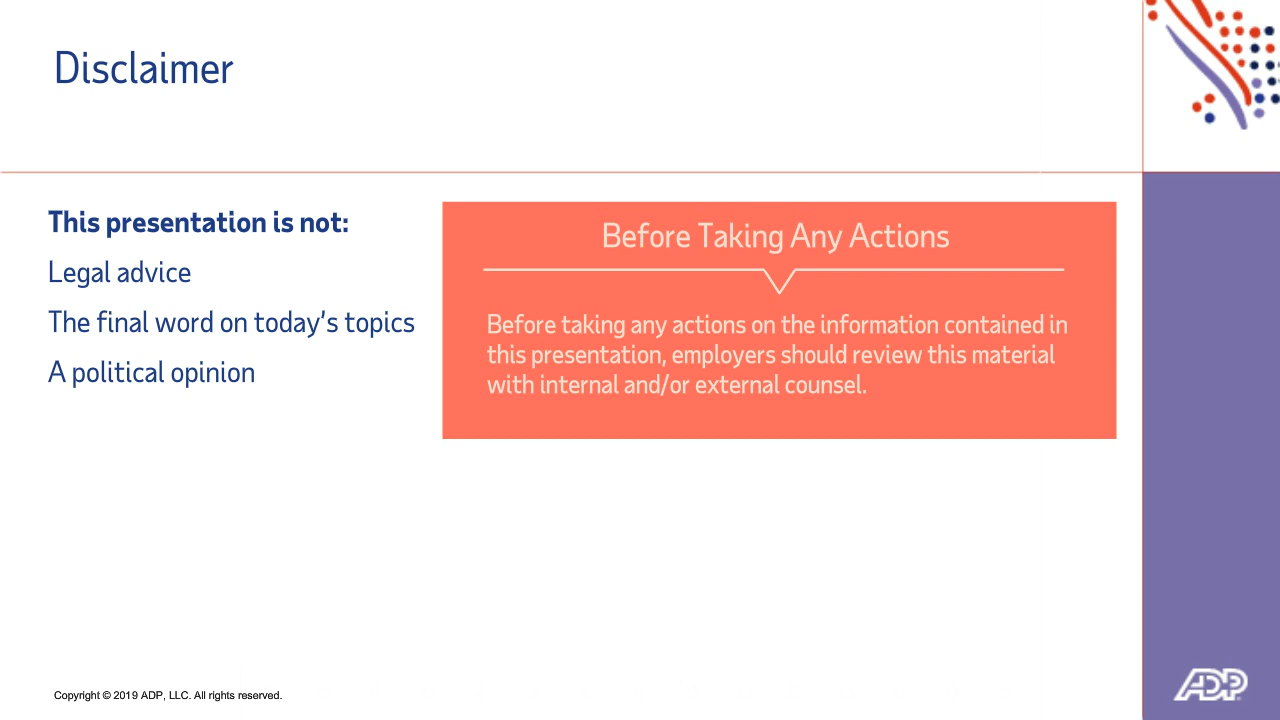 Disclaimer
This presentation is not:
Legal advice
The final word on today's topics
A political opinion
Before Taking Any Actions
Before taking any actions on the information contained in
this presentation, employers should review this material
with internal and/or external counsel.
Copyright © 2019 ADP, LLC. All rights reserved.
ADP